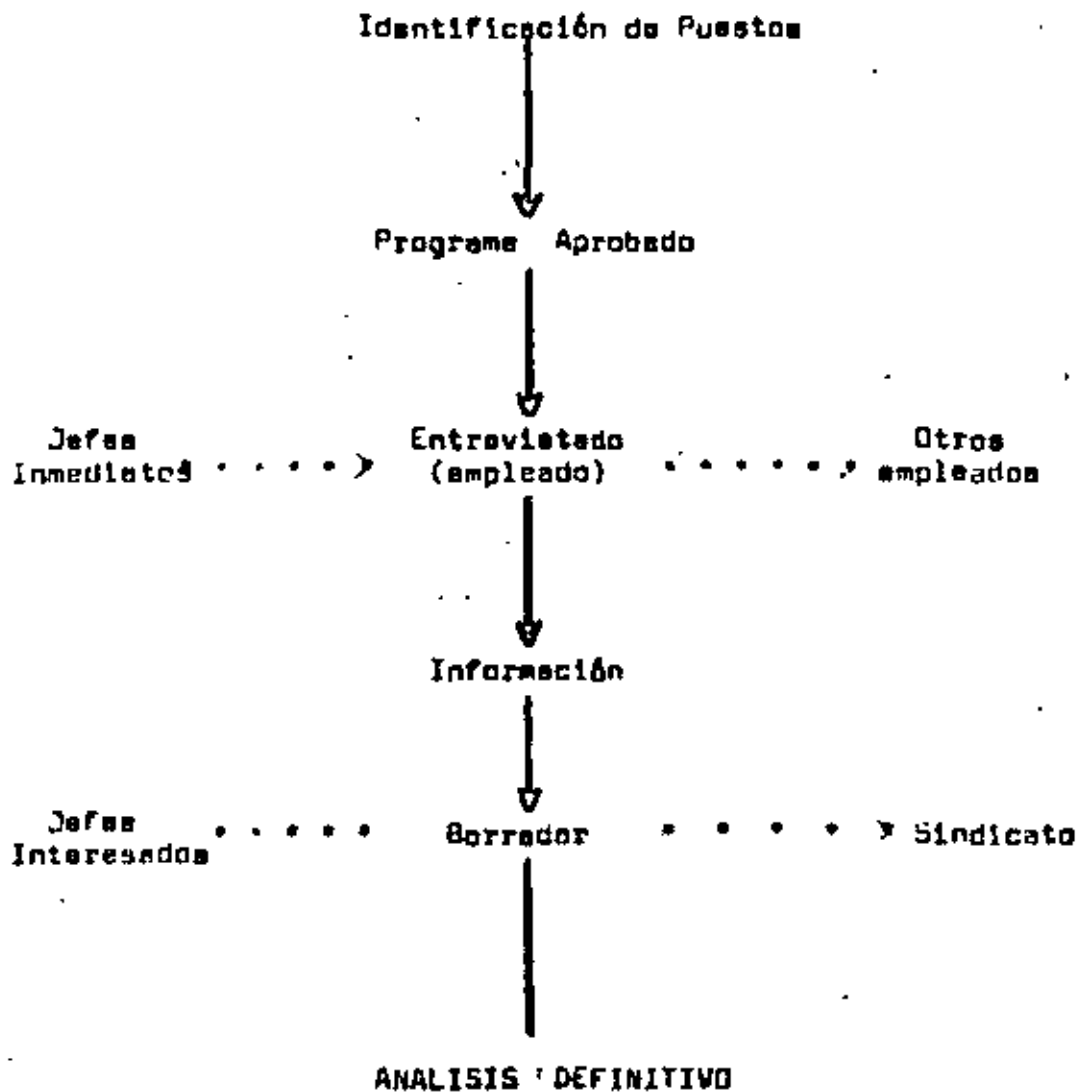 Identificación de Puestos
Programa Aprobado
Jefes
Inmediatos
Entrevistado
(empleado)
Otros
empleados
Información
Jefes
Interesados
Borrador
Sindicato
ANALISIS DEFINITIVO